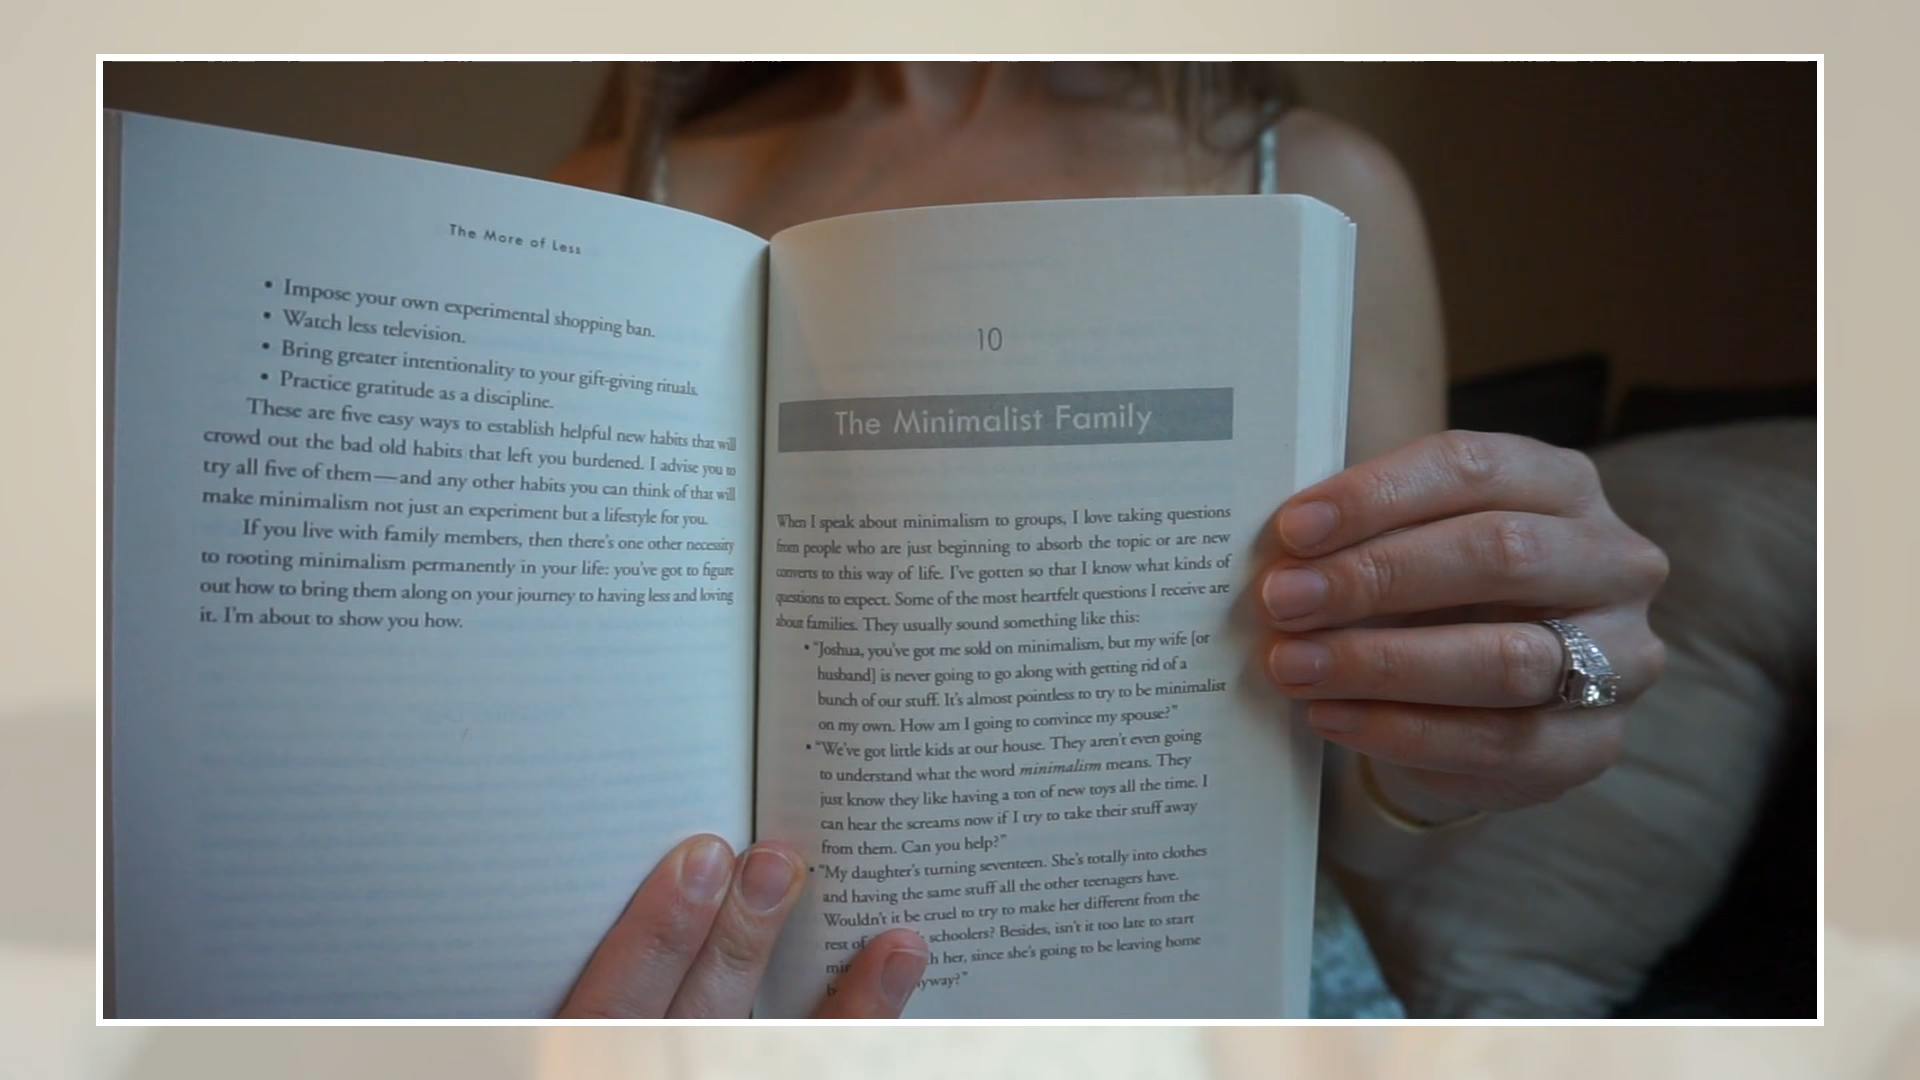 The More of Less
• Impose your own experimental shopping ban.
• Watch less television.
• Bring greater intentionality to your gift-giving rituals.
• Practice gratitude as a discipline.
These are five easy ways to establish helpful new habits that will
crowd out the bad old habits that left you burdened. I advise you to
try all five of them—and any other habits you can think of that will
make minimalism not just an experiment but a lifestyle for you.
If you live with family members, then there's one other necessity
to rooting minimalism permanently in your life: you've got to figure
out how to bring them along on your journey to having less and loving
it. I'm about to show you how.
10
The Minimalist Family
When I speak about minimalism to groups, I love taking questions
from people who are just beginning to absorb the topic or are new
converts to this way of life. I've gotten so that I know what kinds of
questions to expect. Some of the most heartfelt questions I receive are
about families. They usually sound something like this:
• "Joshua, you've got me sold on minimalism, but my wife [or
husband] is never going to go along with getting rid of a
bunch of our stuff. It's almost pointless to try to be minimalist
on my own. How am I going to convince my spouse?"
• "We've got little kids at our house. They aren't even going
to understand what the word minimalism means. They
just know they like having a ton of new toys all the time. I
can hear the screams now if I try to take their stuff away
from them. Can you help?"
• "My daughter's turning seventeen. She's totally into clothes
and having the same stuff all the other teenagers have.
Wouldn't it be cruel to try to make her different from the
rest of schoolers? Besides, isn't it too late to start
her, since she's going to be leaving home